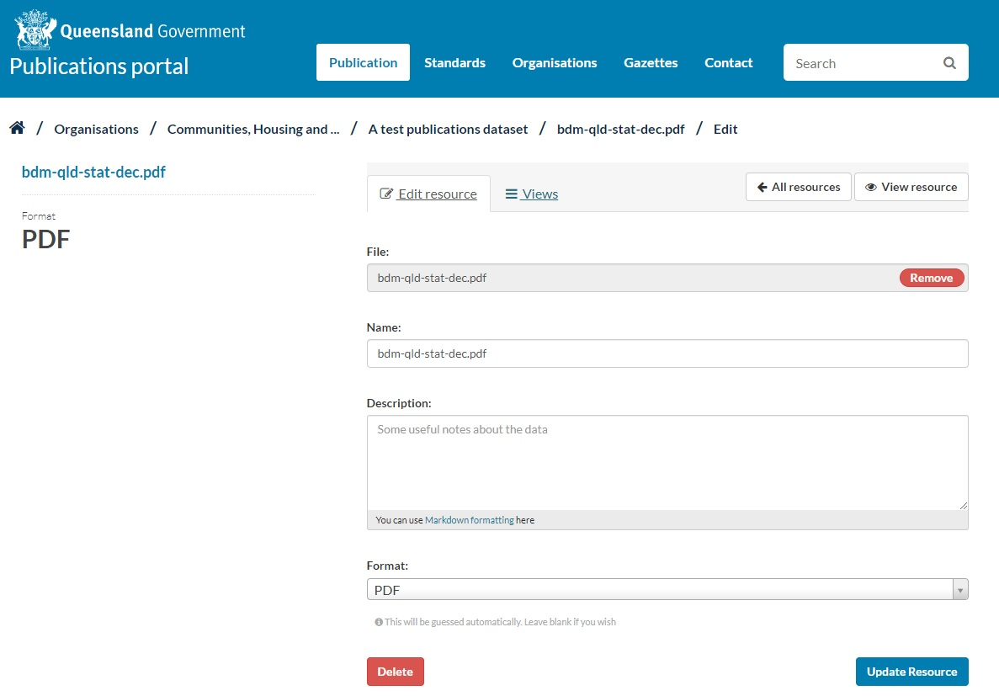 Queensland Government
Publications portal
Publication Standards Organisations Gazettes Contact Search
/ Organisations / Communities, Housing and ... / A test publications dataset / bdm-qld-stat-dec.pdf / Edit
bdm-qld-stat-dec.pdf
Format
PDF
Edit resource Views All resources View resource
File:
bdm-qld-stat-dec.pdf Remove
Name:
bdm-qld-stat-dec.pdf
Description:
Some useful notes about the data
You can use Markdown formatting here
Format:
PDF
This will be guessed automatically. Leave blank if you wish
Delete Update Resource